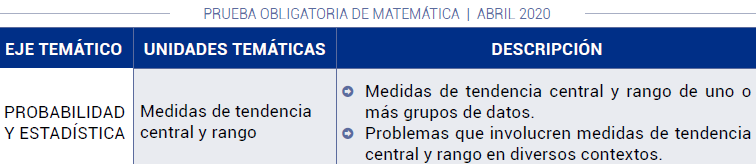 PRUEBA OBLIGATORIA DE MATEMÁTICA | ABRIL 2020
EJE TEMÁTICO UNIDADES TEMÁTICAS DESCRIPCIÓN
PROBABILIDAD
Y ESTADÍSTICA
Medidas de tendencia
central y rango
Medidas de tendencia central y rango de uno o
más grupos de datos.
Problemas que involucren medidas de tendencia
central y rango en diversos contextos.